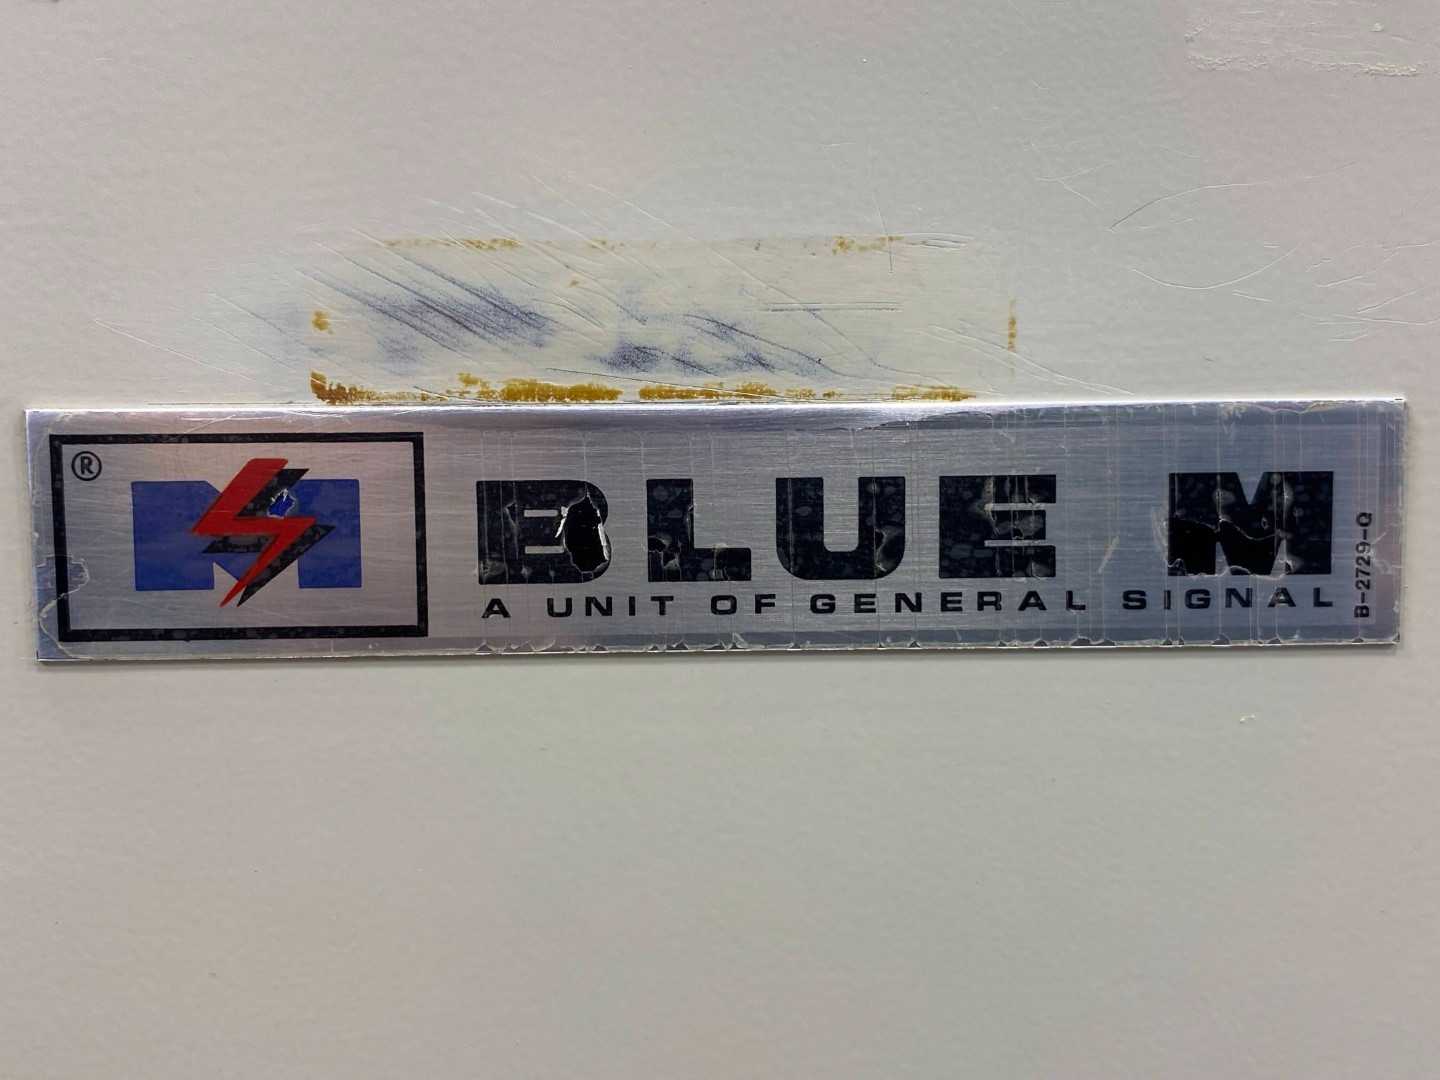 ®
M
BLUE M
A UNIT OF GENERAL SIGNAL
B-2729-Q